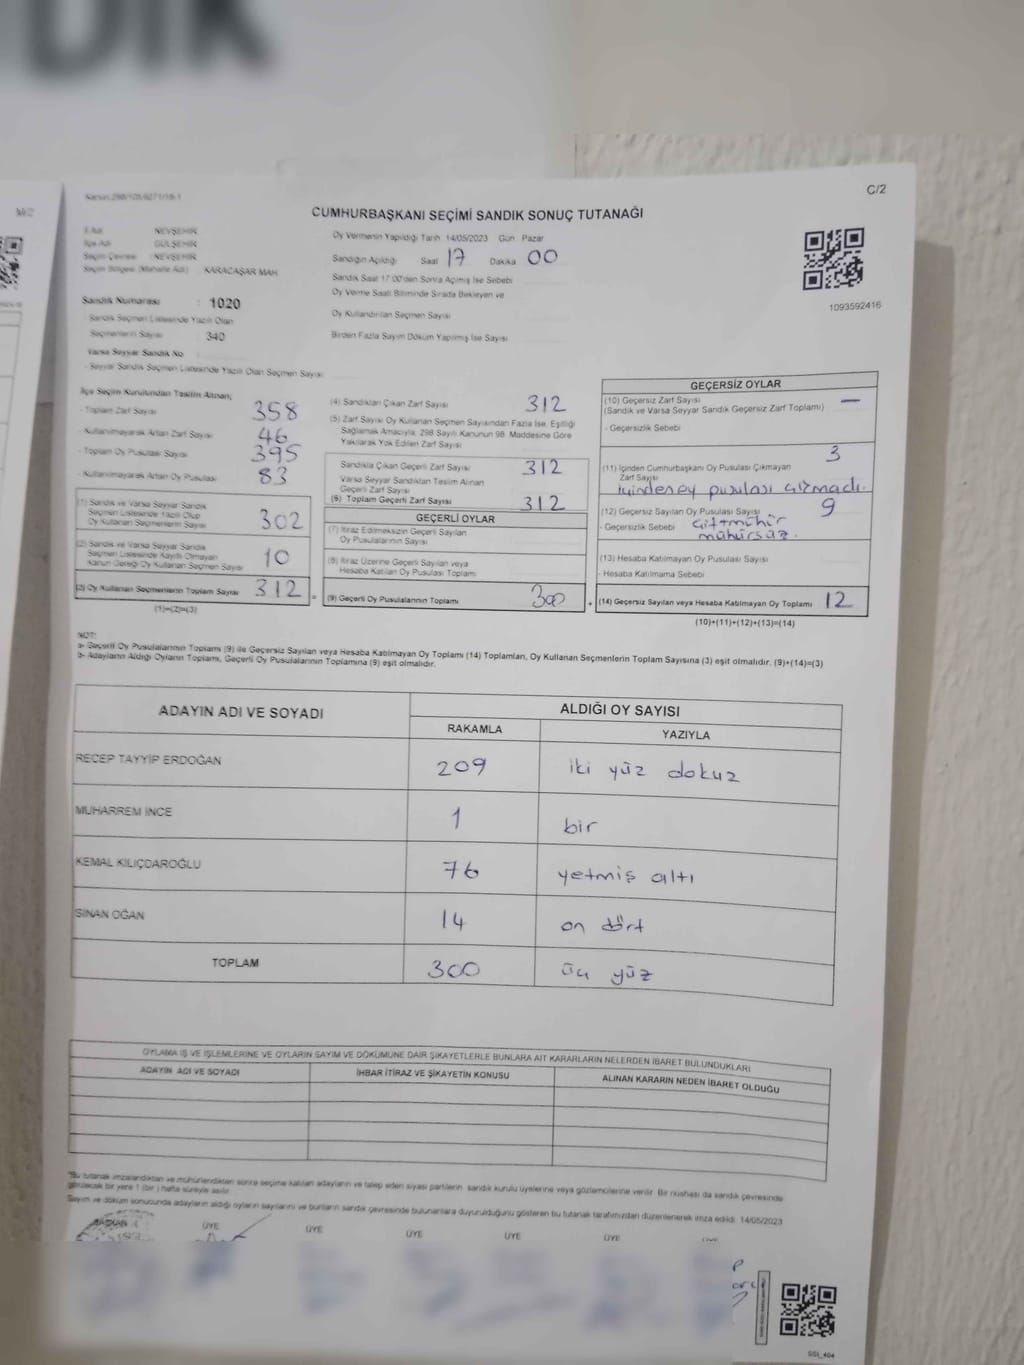 DIK
C/2
CUMHURBAŞKANI SEÇİMİ SANDIK SONUÇ TUTANAĞI
İl Adı : NEVŞEHİR
İlçe Adı : GÜLŞEHİR
Seçim Çevresi : NEVŞEHİR
Seçim Bölgesi (Mahalle Adı) : KARACAŞAR MAH
Sandık Numarası : 1020
- Sandık Seçmen Listesinde Yazılı Olan
Seçmenlerin Sayısı : 340
Varsa Seyyar Sandık No :
- Seyyar Sandık Seçmen Listesinde Yazılı Olan Seçmen Sayısı
Oy Vermenin Yapıldığı Tarih 14/05/2023 Gün Pazar
Sandığın Açıldığı Saat 17 Dakika 00
Sandık Saat 17:00'den Sonra Açılmış İse Sebebi
Oy Verme Saati Bitiminde Sırada Bekleyen ve
Oy Kullandırılan Seçmen Sayısı
Birden Fazla Sayım Döküm Yapılmış İse Sayısı
1093592416
İlçe Seçim Kurulundan Teslim Alınan;
- Toplam Zarf Sayısı 358
- Kullanılmayarak Artan Zarf Sayısı 46
- Toplam Oy Pusulası Sayısı 395
- Kullanılmayarak Artan Oy Pusulası 83
(1) Sandık ve Varsa Seyyar Sandık
Seçmen Listesinde Yazılı Olup
Oy Kullanan Seçmenlerin Sayısı 302
(2) Sandık ve Varsa Seyyar Sandık
Seçmen Listesinde Kayıtlı Olmayan
Kanun Gereği Oy Kullanan Seçmen Sayısı 10
(3) Oy Kullanan Seçmenlerin Toplam Sayısı 312
(1)+(2)=(3)
(4) Sandıktan Çıkan Zarf Sayısı 312
(5) Zarf Sayısı Oy Kullanan Seçmen Sayısından Fazla İse, Eşitliği
Sağlamak Amacıyla, 298 Sayılı Kanunun 98. Maddesine Göre
Yakılarak Yok Edilen Zarf Sayısı
Sandıkta Çıkan Geçerli Zarf Sayısı 312
Varsa Seyyar Sandıktan Teslim Alınan
Geçerli Zarf Sayısı
(6) Toplam Geçerli Zarf Sayısı 312
GEÇERLİ OYLAR
(7) İtiraz Edilmeksizin Geçerli Sayılan
Oy Pusulalarının Sayısı
(8) İtiraz Üzerine Geçerli Sayılan veya
Hesaba Katılan Oy Pusulası Toplamı
= (9) Geçerli Oy Pusulalarının Toplamı 300
GEÇERSİZ OYLAR
(10) Geçersiz Zarf Sayısı —
(Sandık ve Varsa Seyyar Sandık Geçersiz Zarf Toplamı)
- Geçersizlik Sebebi
3
(11) İçinden Cumhurbaşkanı Oy Pusulası Çıkmayan
Zarf Sayısı
içinden oy pusulası çıkmadı.
(12) Geçersiz Sayılan Oy Pusulası Sayısı 9
- Geçersizlik Sebebi çift mühür
mühürsüz.
(13) Hesaba Katılmayan Oy Pusulası Sayısı
- Hesaba Katılmama Sebebi
+ (14) Geçersiz Sayılan veya Hesaba Katılmayan Oy Toplamı 12
(10)+(11)+(12)+(13)=(14)
NOT:
a- Geçerli Oy Pusulalarının Toplamı (9) ile Geçersiz Sayılan veya Hesaba Katılmayan Oy Toplamı (14) Toplamları, Oy Kullanan Seçmenlerin Toplam Sayısına (3) eşit olmalıdır. (9)+(14)=(3)
b- Adayların Aldığı Oyların Toplamı, Geçerli Oy Pusulalarının Toplamına (9) eşit olmalıdır.
ADAYIN ADI VE SOYADI
ALDIĞI OY SAYISI
RAKAMLA YAZIYLA
RECEP TAYYİP ERDOĞAN 209 iki yüz dokuz
MUHARREM İNCE 1 bir
KEMAL KILIÇDAROĞLU 76 yetmiş altı
SİNAN OĞAN 14 on dört
TOPLAM 300 üç yüz
OYLAMA İŞ VE İŞLEMLERİNE VE OYLARIN SAYIM VE DÖKÜMÜNE DAİR ŞİKAYETLERLE BUNLARA AİT KARARLARIN NELERDEN İBARET BULUNDUKLARI
ADAYIN ADI VE SOYADI İHBAR İTİRAZ VE ŞİKAYETİN KONUSU ALINAN KARARIN NEDEN İBARET OLDUĞU
*Bu tutanak imzalandıktan ve mühürlendikten sonra seçime katılan adayların ve talep eden siyasi partilerin sandık kurulu üyelerine veya gözlemcilerine verilir. Bir nüshası da sandık çevresinde
görülecek bir yere 1 (bir) hafta süreyle asılır.
Sayım ve döküm sonucunda adayların aldığı oyların sayılarını ve bunların sandık çevresinde bulunanlara duyurulduğunu gösteren bu tutanak tarafımızdan düzenlenerek imza edildi. 14/05/2023
BAŞKAN ÜYE ÜYE ÜYE ÜYE ÜYE